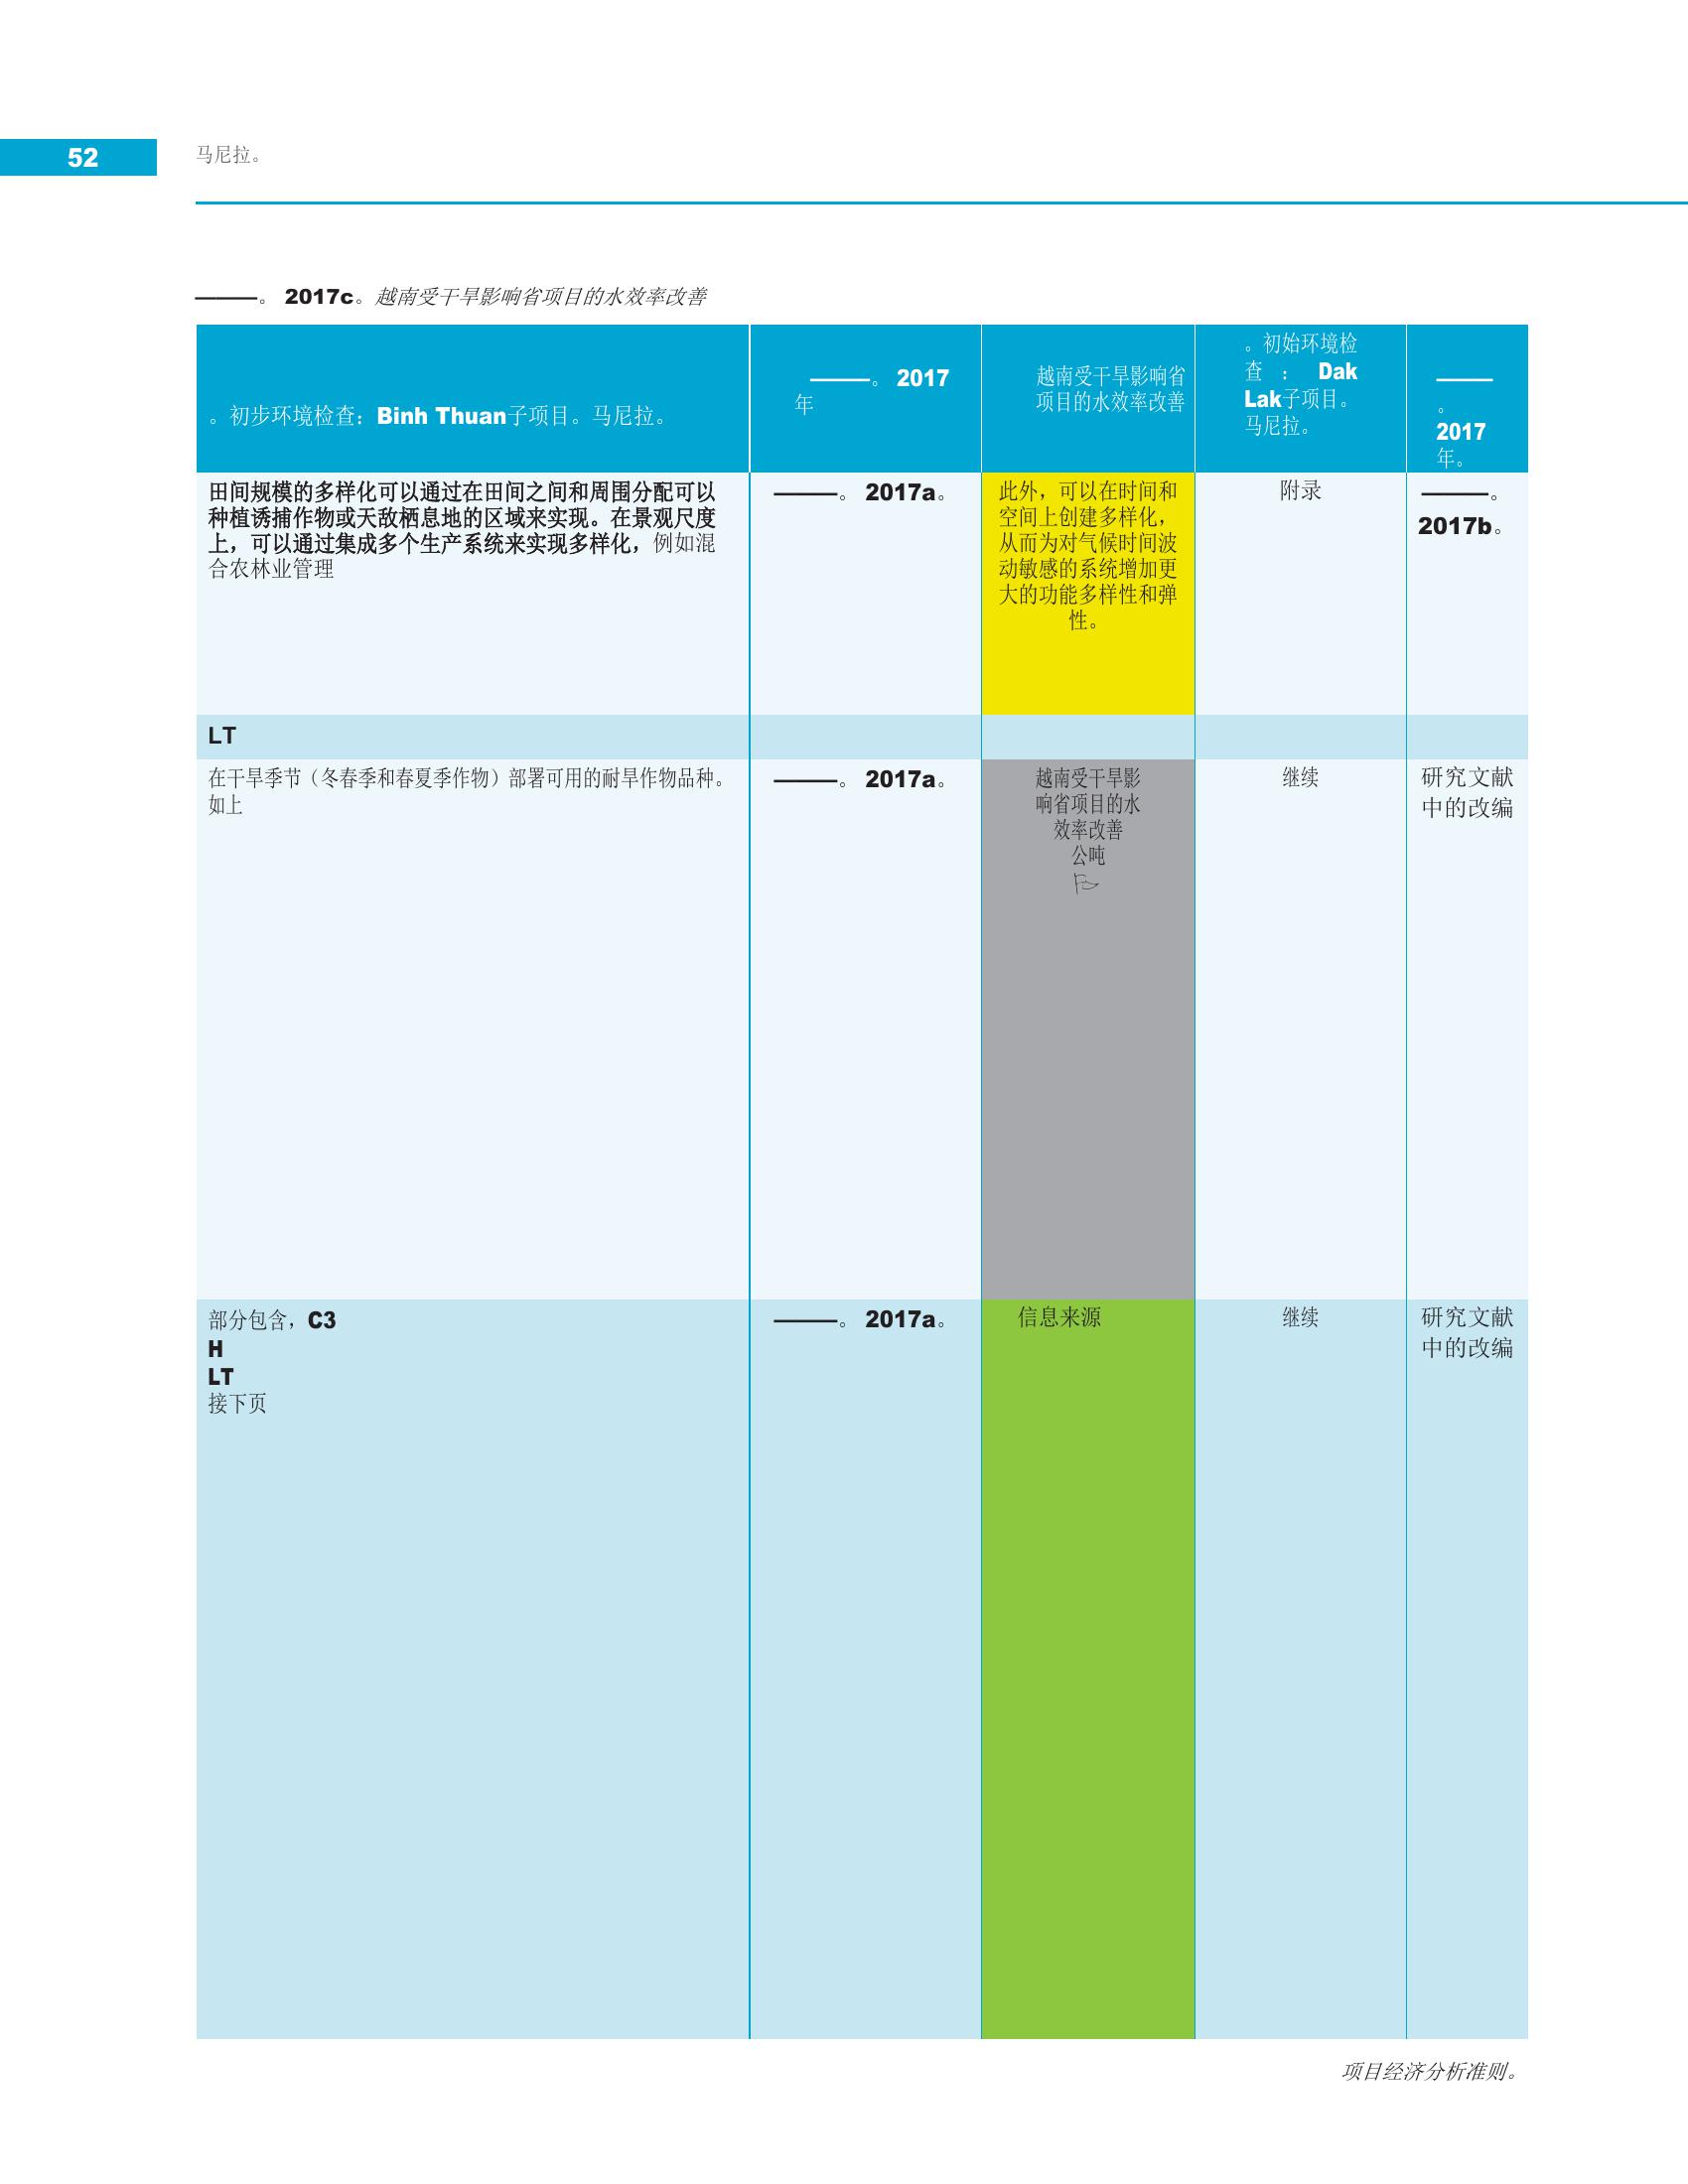 52
马尼拉。
———。 2017c。越南受干旱影响省项目的水效率改善
。初步环境检查：Binh Thuan子项目。马尼拉。
———。 2017
年
越南受干旱影响省
项目的水效率改善
。初始环境检
查 ： Dak
Lak子项目。
马尼拉。
———
。
2017
年。
田间规模的多样化可以通过在田间之间和周围分配可以
种植诱捕作物或天敌栖息地的区域来实现。在景观尺度
上，可以通过集成多个生产系统来实现多样化，例如混
合农林业管理
———。 2017a。
此外，可以在时间和
空间上创建多样化，
从而为对气候时间波
动敏感的系统增加更
大的功能多样性和弹
性。
附录
———。
2017b。
LT
在干旱季节（冬春季和春夏季作物）部署可用的耐旱作物品种。
如上
———。 2017a。
越南受干旱影
响省项目的水
效率改善
公吨
继续
研究文献
中的改编
部分包含，C3
H
LT
接下页
———。 2017a。
信息来源
继续
研究文献
中的改编
项目经济分析准则。